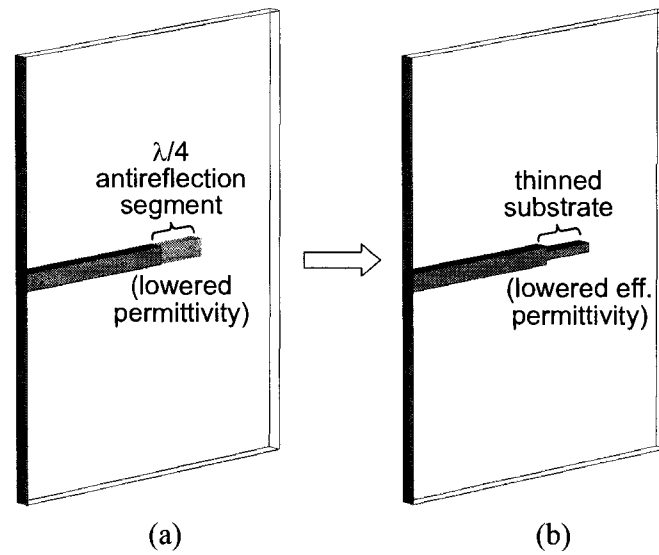 λ/4
antireflection
segment
(lowered
permittivity)
thinned
substrate
(lowered eff.
permittivity)
(a)
(b)